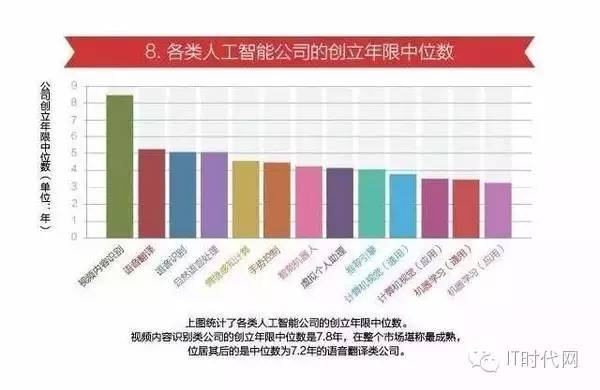 8. 各类人工智能公司的创立年限中位数
公司创立年限中位数（单位：年）
9
8
7
6
5
4
3
2
1
0
视频内容识别
语音翻译
语音识别
自然语言处理
情境感知计算
手势控制
智能机器人
虚拟个人助理
推荐引擎
计算机视觉（通用）
计算机视觉（应用）
机器学习（通用）
机器学习（应用）
上图统计了各类人工智能公司的创立年限中位数。
视频内容识别类公司的创立年限中位数是7.8年，在整个市场堪称最成熟，
位居其后的是中位数为7.2年的语音翻译类公司。
IT时代网